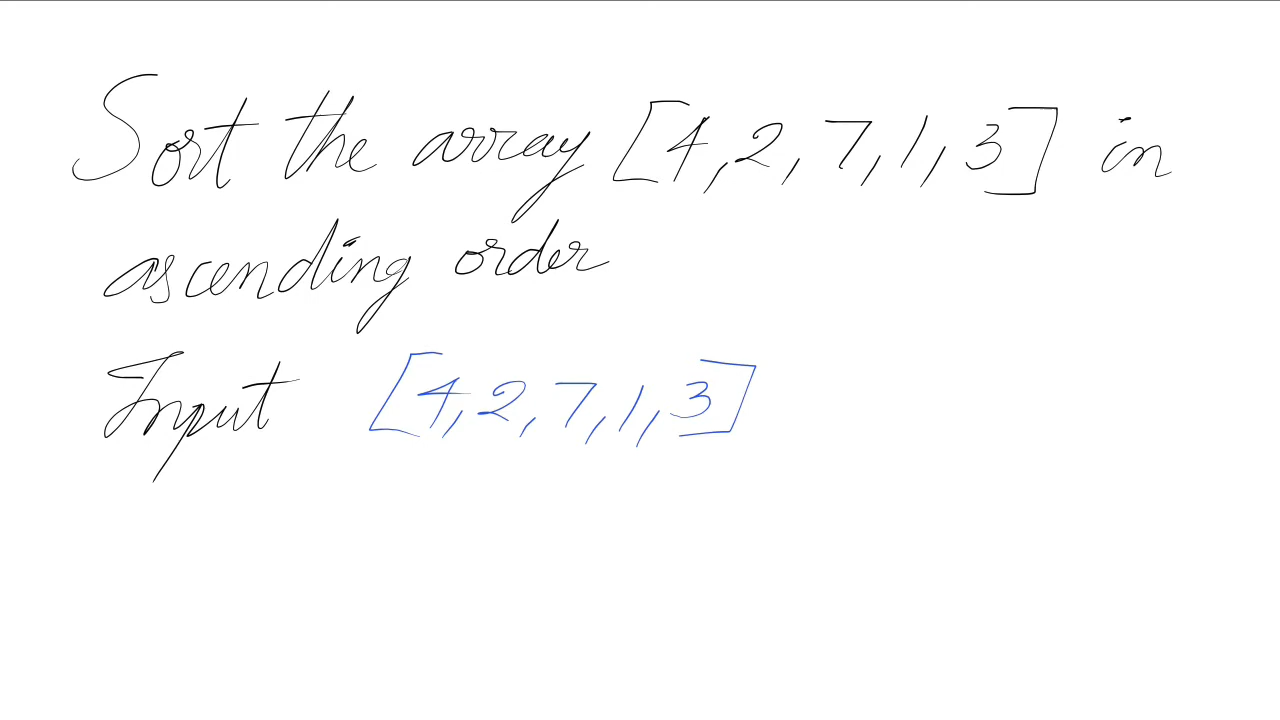 Sort the array [4,2,7,1,3] in
ascending order
Input [4,2,7,1,3]